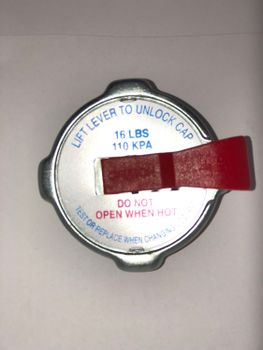 LIFT LEVER TO UNLOCK CAP
16 LBS
110 KPA
DO NOT
OPEN WHEN HOT
TEST OR REPLACE WHEN CHANGING